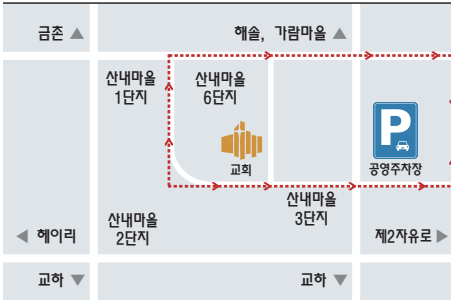 금촌 ▲
해솔, 가람마을 ▲
산내마을
1단지
산내마을
6단지
교회
P
공영주차장
산내마을
3단지
산내마을
2단지
◀ 헤이리
제2자유로 ▶
교하 ▼
교하 ▼